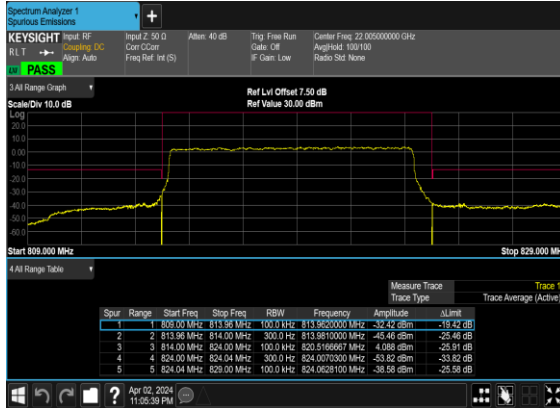 Spectrum Analyzer 1
Spurious Emissions
+
KEYSIGHT Input: RF Input Z: 50 Ω Atten: 40 dB Trig: Free Run Center Freq: 22.005000000 GHz
RLT Coupling: DC Corr CCorr Gate: Off Avg|Hold: 100/100
Align: Auto Freq Ref: Int (S) IF Gain: Low Radio Std: None
PASS
3 All Range Graph
Ref Lvl Offset 7.50 dB
Scale/Div 10.0 dB Ref Value 30.00 dBm
Log
20.0
10.0
0.00
-10.0
-20.0
-30.0
-40.0
-50.0
-60.0
Start 809.000 MHz Stop 829.000 MH
4 All Range Table
Measure Trace Trace 1
Trace Type Trace Average (Active)
Spur Range Start Freq Stop Freq RBW Frequency Amplitude ΔLimit
1 1 809.00 MHz 813.96 MHz 100.0 kHz 813.9620000 MHz -32.42 dBm -19.42 dB
2 2 813.96 MHz 814.00 MHz 300.0 Hz 813.9810000 MHz -45.46 dBm -25.46 dB
3 3 814.00 MHz 824.00 MHz 100.0 kHz 820.5166667 MHz 4.088 dBm -25.91 dB
4 4 824.00 MHz 824.04 MHz 300.0 Hz 824.0070300 MHz -53.82 dBm -33.82 dB
5 5 824.04 MHz 829.00 MHz 100.0 kHz 824.0628100 MHz -38.58 dBm -25.58 dB
?
Apr 02, 2024
11:05:39 PM